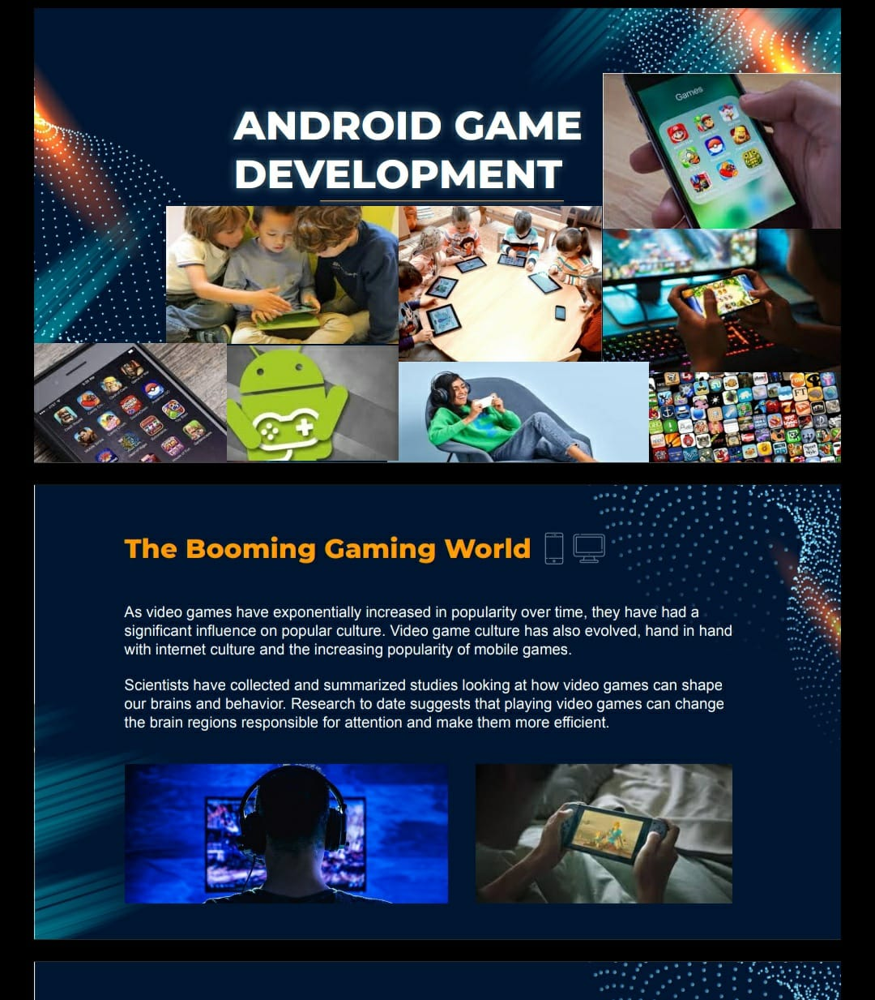 ANDROID GAME
DEVELOPMENT
Games
The Booming Gaming World
As video games have exponentially increased in popularity over time, they have had a
significant influence on popular culture. Video game culture has also evolved, hand in hand
with internet culture and the increasing popularity of mobile games.
Scientists have collected and summarized studies looking at how video games can shape
our brains and behavior. Research to date suggests that playing video games can change
the brain regions responsible for attention and make them more efficient.